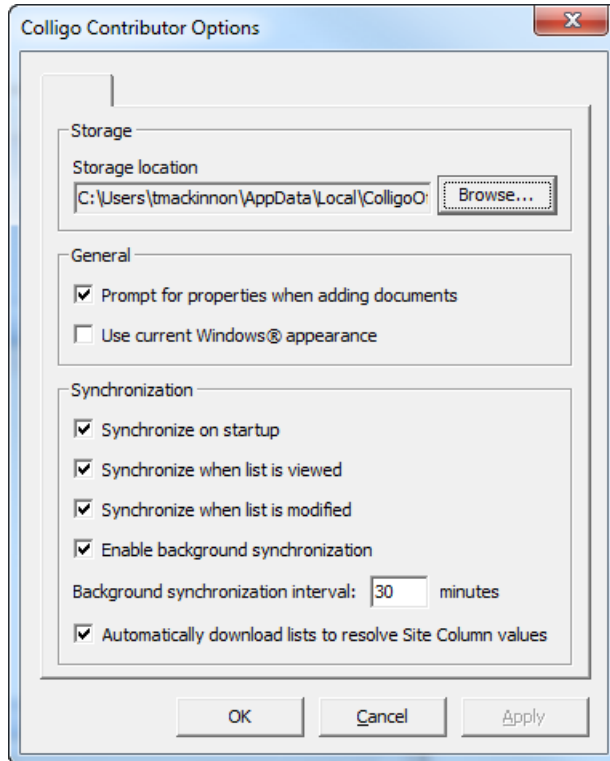 Colligo Contributor Options
Storage
Storage location
C:\Users\tmackinnon\AppData\Local\ColligoOf
Browse...
General
Prompt for properties when adding documents
Use current Windows® appearance
Synchronization
Synchronize on startup
Synchronize when list is viewed
Synchronize when list is modified
Enable background synchronization
Background synchronization interval: 30 minutes
Automatically download lists to resolve Site Column values
OK Cancel Apply